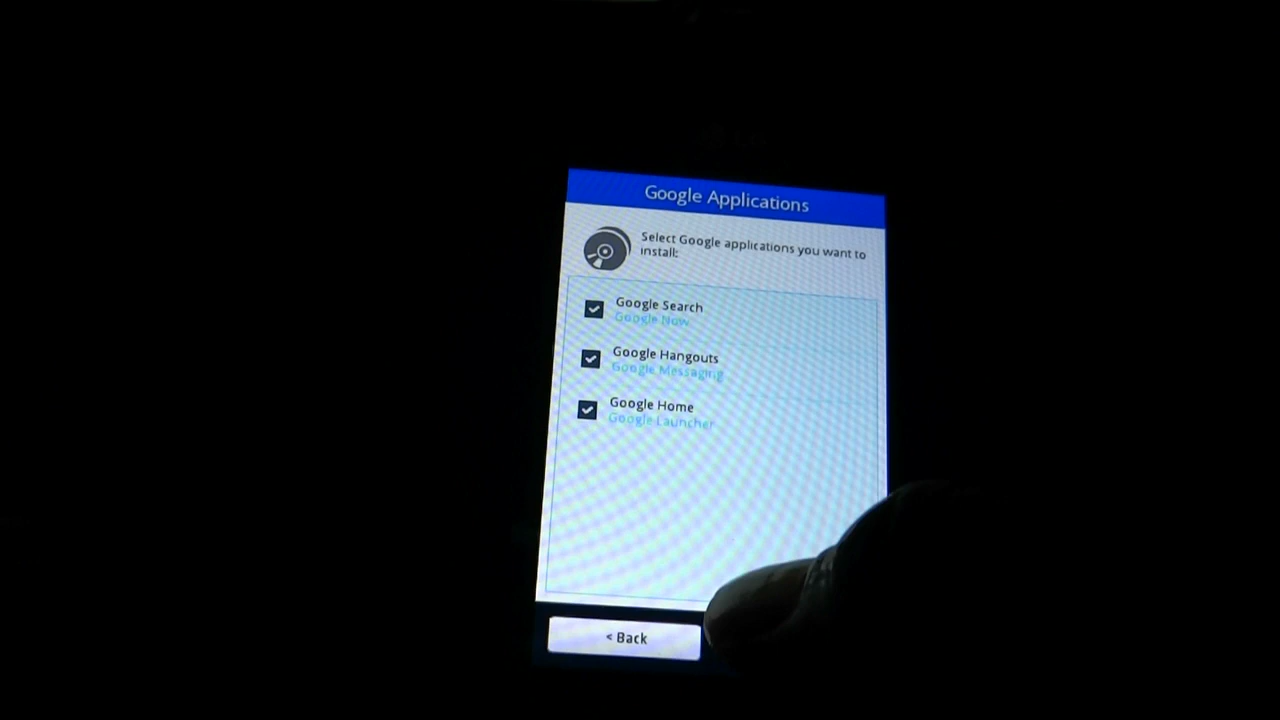 Google Applications
Select Google applications you want to
install:
Google Search
Google Now
Google Hangouts
Google Messaging
Google Home
Google Launcher
< Back